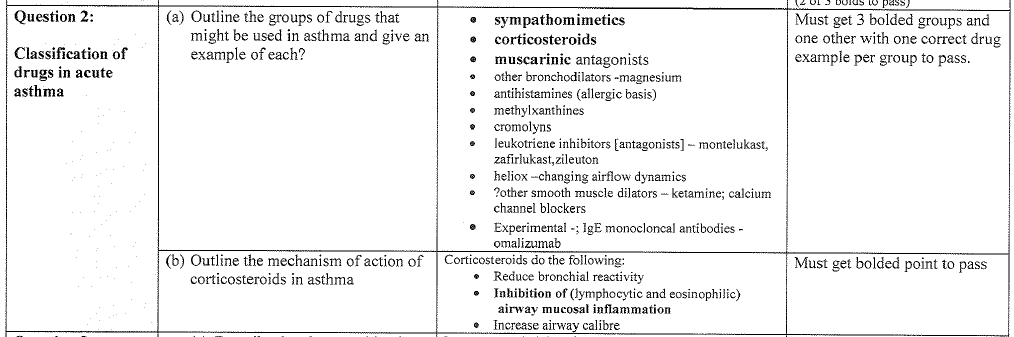 (2 of 3 bolds to pass)
Question 2:
Classification of
drugs in acute
asthma
(a) Outline the groups of drugs that
might be used in asthma and give an
example of each?
• sympathomimetics
• corticosteroids
• muscarinic antagonists
• other bronchodilators -magnesium
• antihistamines (allergic basis)
• methylxanthines
• cromolyns
• leukotriene inhibitors [antagonists] – montelukast,
zafirlukast,zileuton
• heliox –changing airflow dynamics
• ?other smooth muscle dilators – ketamine; calcium
channel blockers
• Experimental -; IgE monocloncal antibodies -
omalizumab
Must get 3 bolded groups and
one other with one correct drug
example per group to pass.
(b) Outline the mechanism of action of
corticosteroids in asthma
Corticosteroids do the following:
• Reduce bronchial reactivity
• Inhibition of (lymphocytic and eosinophilic)
airway mucosal inflammation
• Increase airway calibre
Must get bolded point to pass